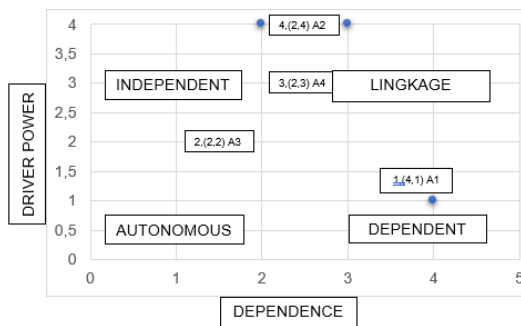 4
3,5
3
2,5
2
1,5
1
0,5
0
0
1
2
3
4
5
DRIVER POWER
DEPENDENCE
4,(2,4) A2
INDEPENDENT
3,(2,3) A4
LINGKAGE
2,(2,2) A3
1,(4,1) A1
AUTONOMOUS
DEPENDENT